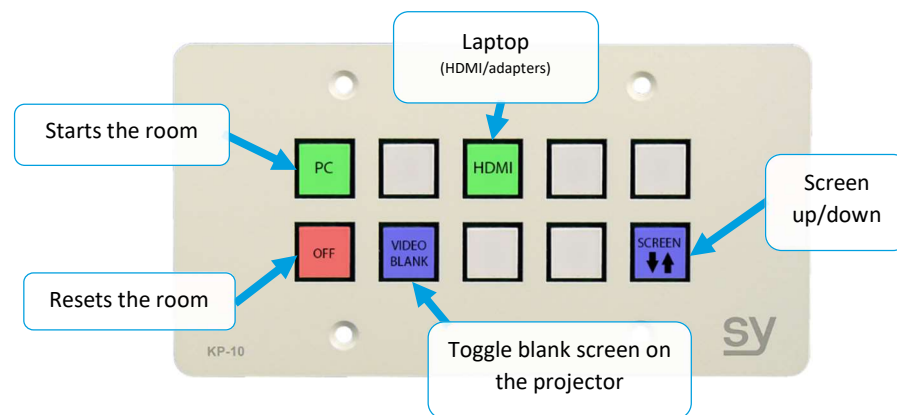 Laptop
(HDMI/adapters)
Starts the room
PC
HDMI
Screen
up/down
OFF
VIDEO
BLANK
SCREEN
Resets the room
KP-10
Toggle blank screen on
the projector
sy